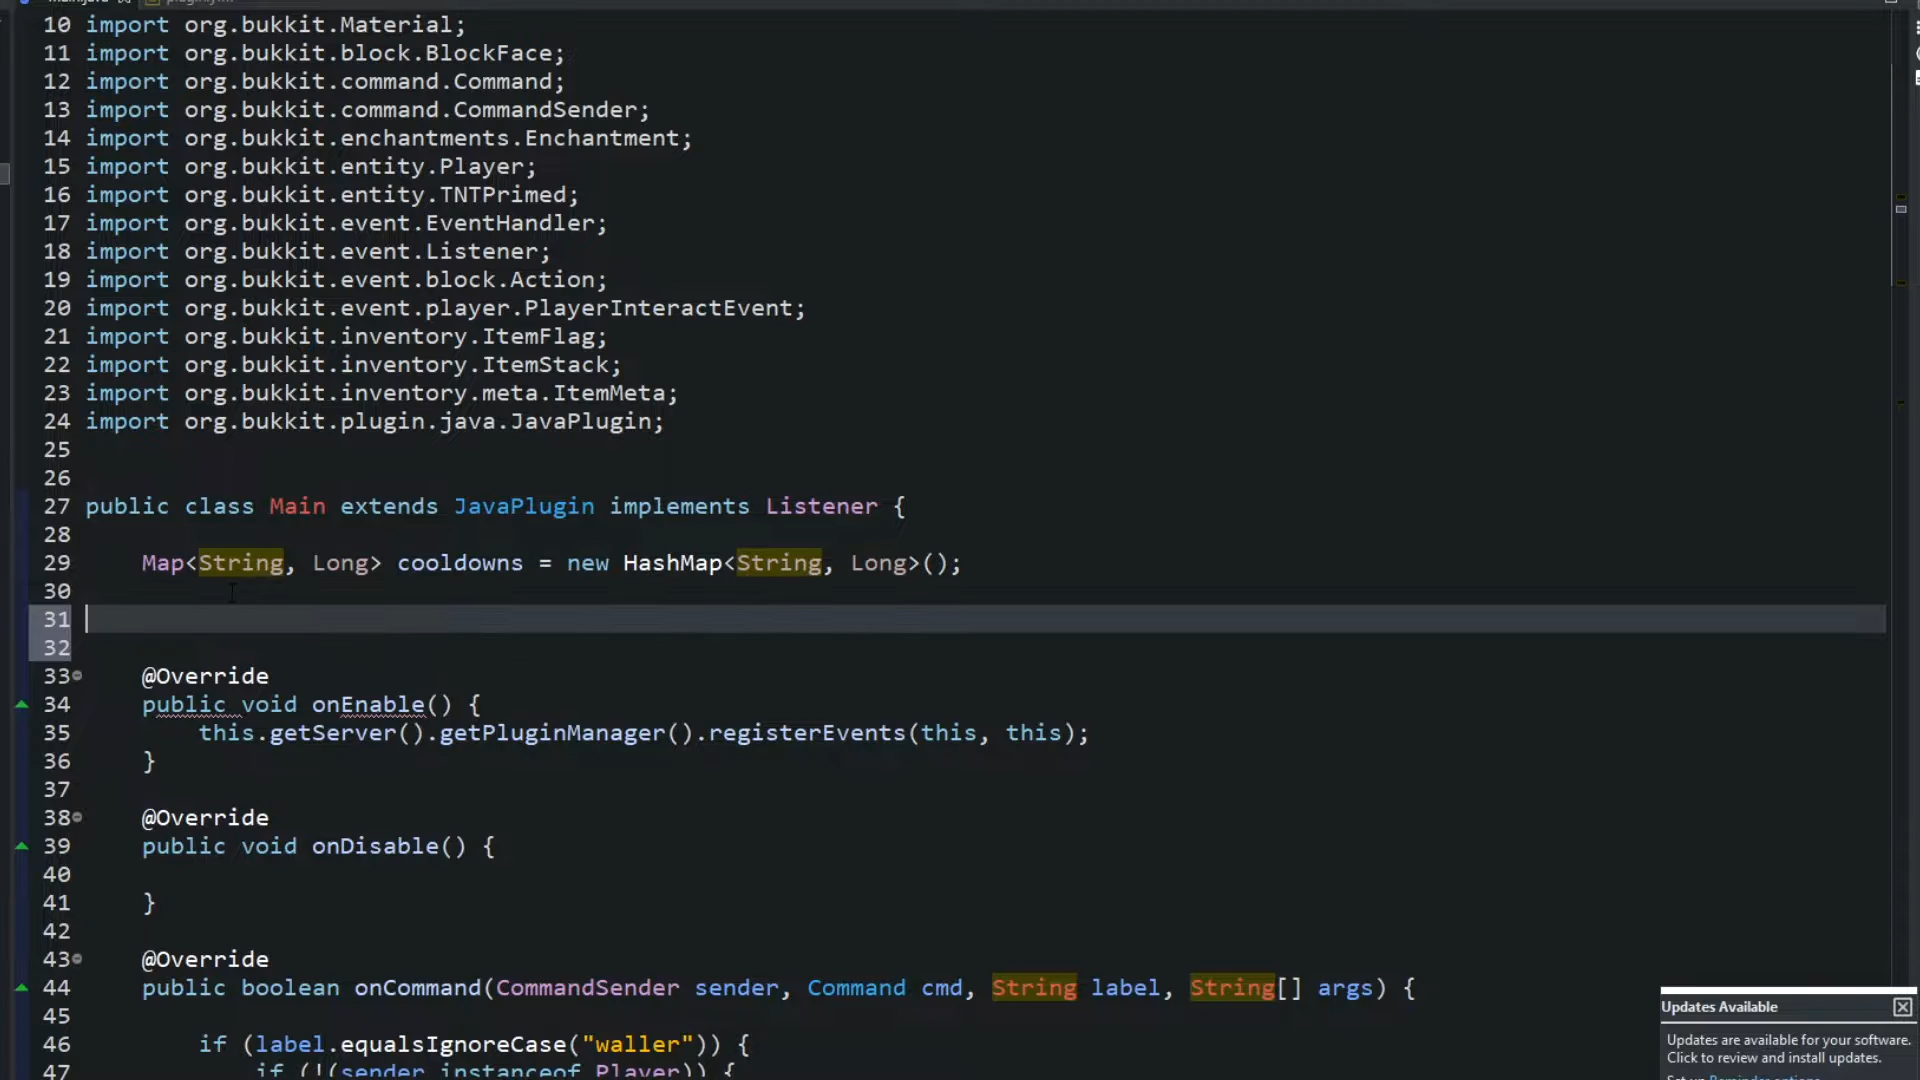 10 import org.bukkit.Material;
11 import org.bukkit.block.BlockFace;
12 import org.bukkit.command.Command;
13 import org.bukkit.command.CommandSender;
14 import org.bukkit.enchantments.Enchantment;
15 import org.bukkit.entity.Player;
16 import org.bukkit.entity.TNTPrimed;
17 import org.bukkit.event.EventHandler;
18 import org.bukkit.event.Listener;
19 import org.bukkit.event.block.Action;
20 import org.bukkit.event.player.PlayerInteractEvent;
21 import org.bukkit.inventory.ItemFlag;
22 import org.bukkit.inventory.ItemStack;
23 import org.bukkit.inventory.meta.ItemMeta;
24 import org.bukkit.plugin.java.JavaPlugin;
25
26
27 public class Main extends JavaPlugin implements Listener {
28
29 Map<String, Long> cooldowns = new HashMap<String, Long>();
30
31
32
33 @Override
34 public void onEnable() {
35 this.getServer().getPluginManager().registerEvents(this, this);
36 }
37
38 @Override
39 public void onDisable() {
40
41 }
42
43 @Override
44 public boolean onCommand(CommandSender sender, Command cmd, String label, String[] args) {
45
46 if (label.equalsIgnoreCase("waller")) {
47 if (!(sender instanceof Player)) {
Updates Available
Updates are available for your software.
Click to review and install updates.